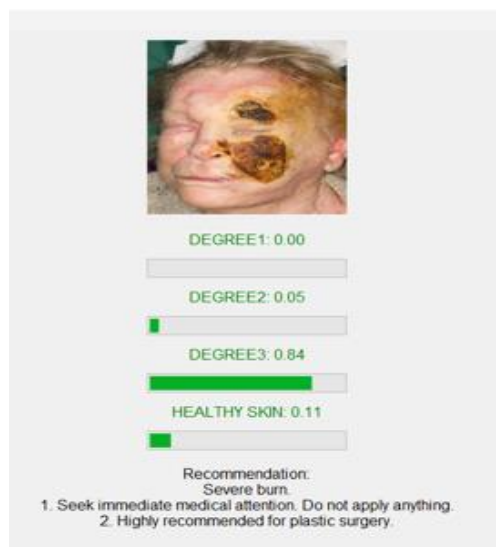 DEGREE1: 0.00
DEGREE2: 0.05
DEGREE3: 0.84
HEALTHY SKIN: 0.11
Recommendation:
Severe burn.
1. Seek immediate medical attention. Do not apply anything.
2. Highly recommended for plastic surgery.